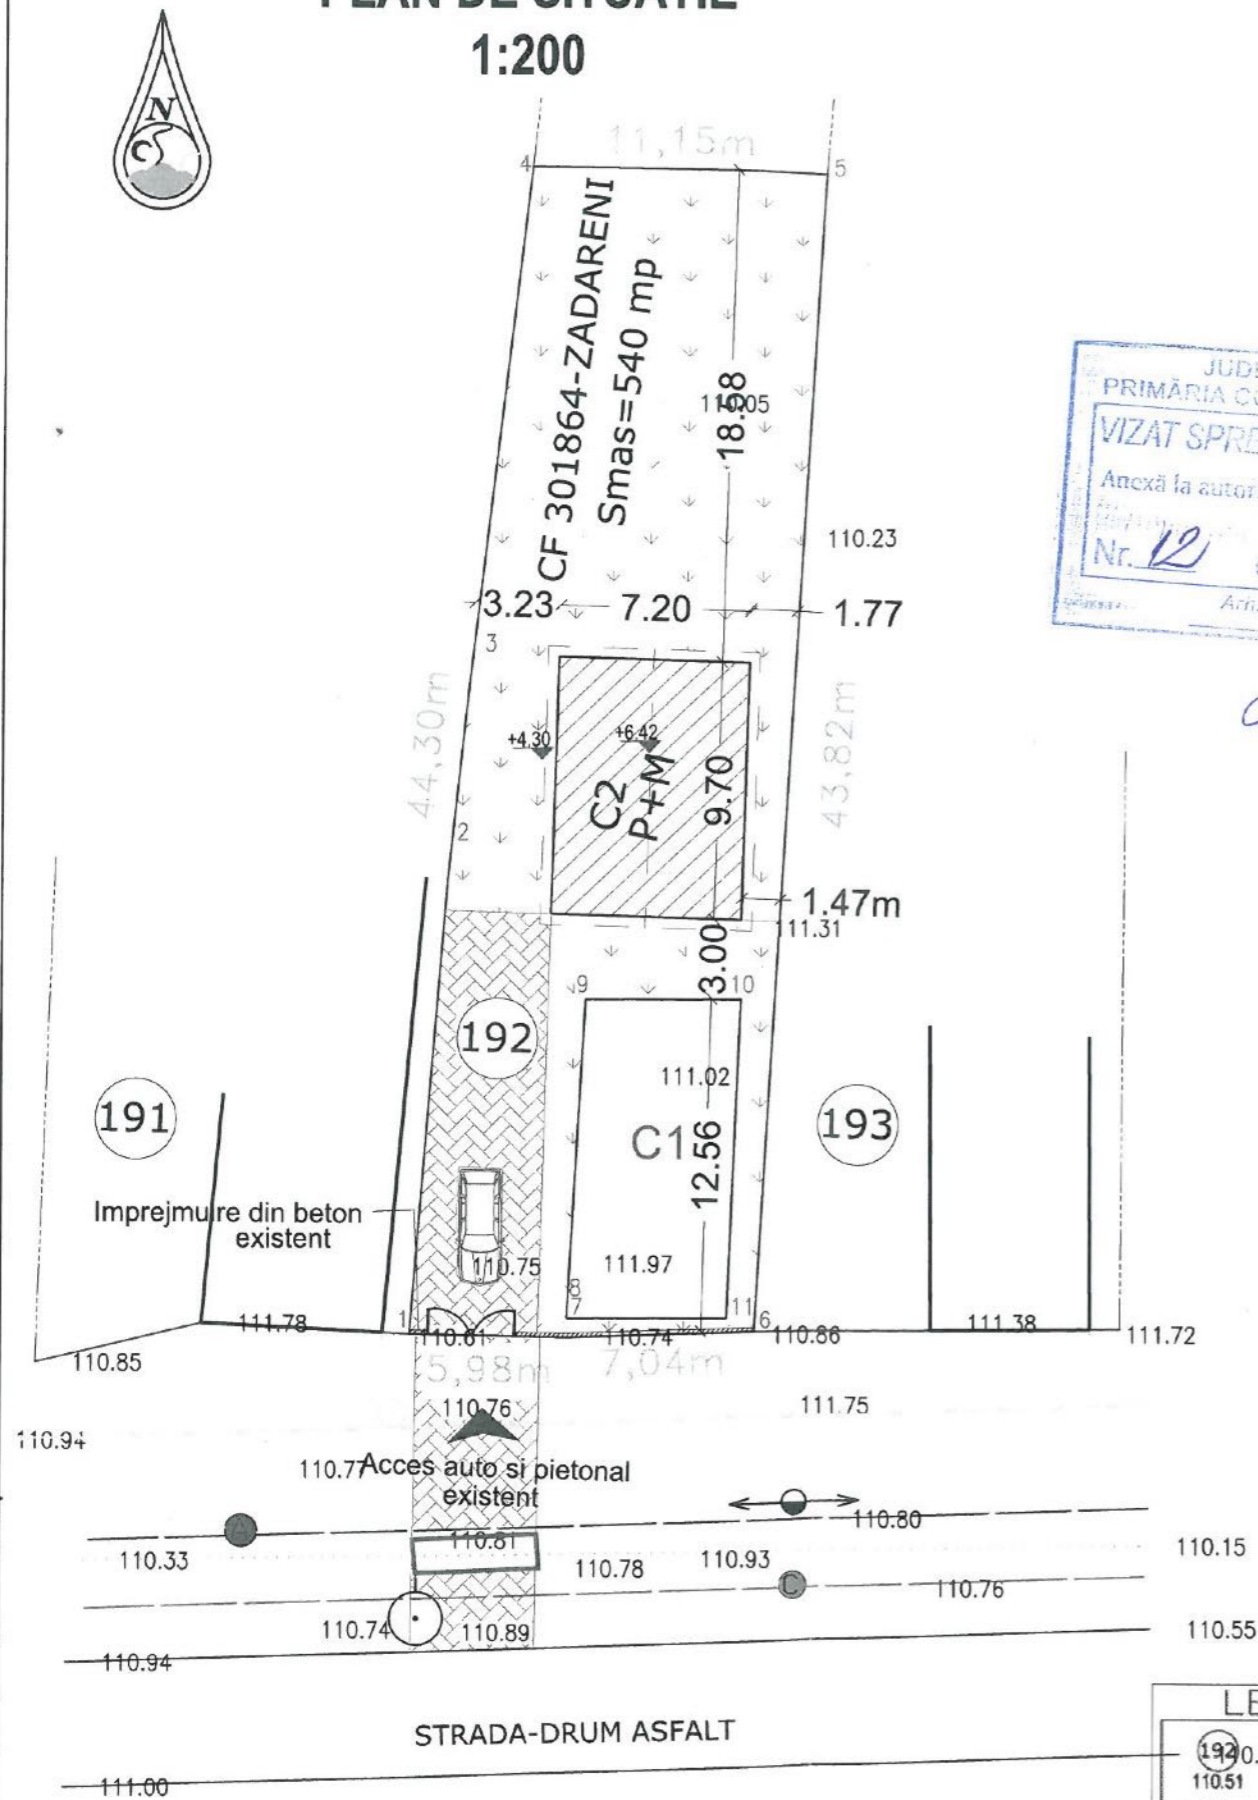 PLAN DE SITUATIE
1:200
N
C
11,15m
4
5
CF 301864-ZADARENI
Smas=540 mp
18.58
110.05
110.23
3.23
7.20
1.77
JUD
PRIMĂRIA
VIZAT
Anexă la
Nr. 12
3
44,30m
43,82m
+4.30
+6.42
C2
P+M
9.70
2
1.47m
111.31
3.00
9
10
192
111.02
191
193
C1
12.56
Imprejmuire din beton
existent
110.75
111.97
8
7
11
6
1
111.78
110.61
110.74
110.86
111.38
111.72
110.85
5,98m
7,04m
110.76
111.75
110.94
110.77
Acces auto si pietonal
existent
A
110.80
110.33
110.81
110.78
110.93
110.15
C
110.76
110.74
110.89
110.55
110.94
STRADA-DRUM ASFALT
LE
192
110.51
111.00